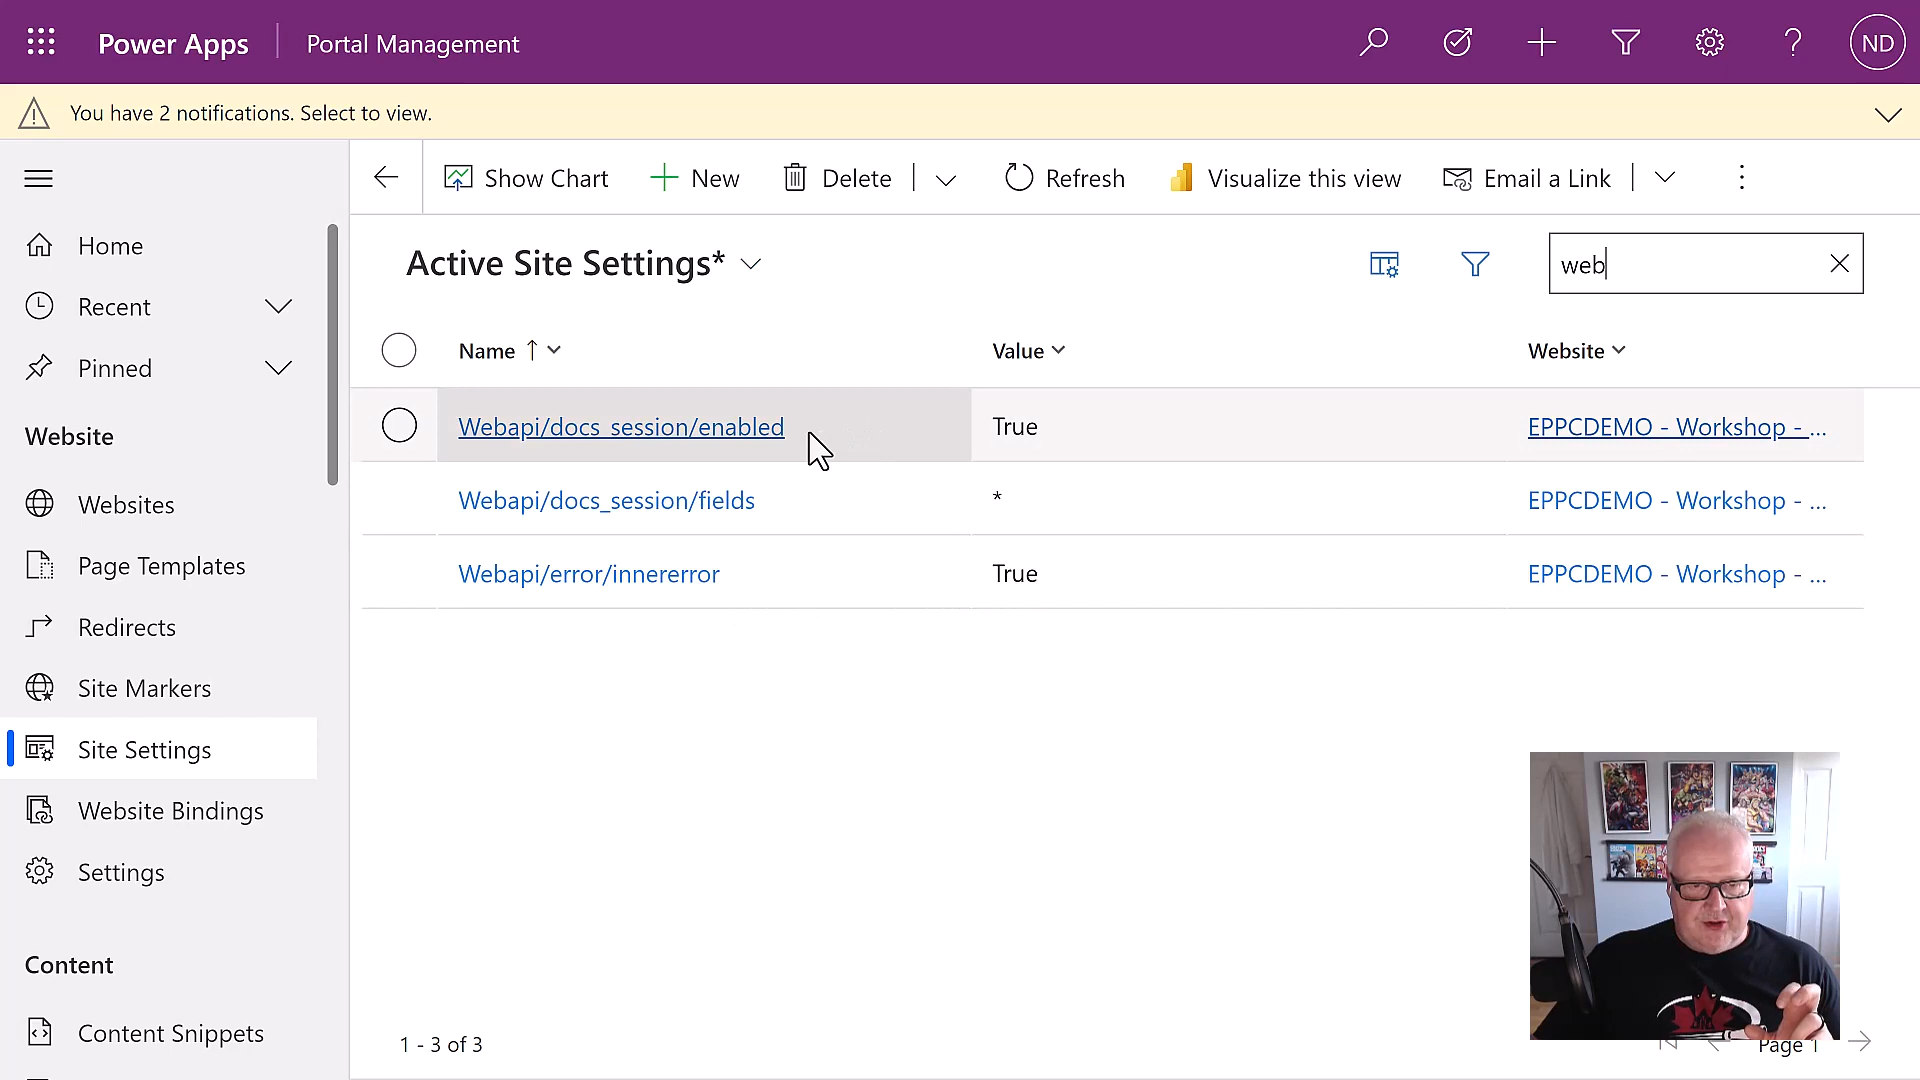 Power Apps
Portal Management
ND
You have 2 notifications. Select to view.
Show Chart
New
Delete
Refresh
Visualize this view
Email a Link
Home
Recent
Pinned
Website
Websites
Page Templates
Redirects
Site Markers
Site Settings
Website Bindings
Settings
Content
Content Snippets
Active Site Settings*
web
Name
Value
Website
Webapi/docs_session/enabled
True
EPPCDEMO - Workshop - ...
Webapi/docs_session/fields
*
EPPCDEMO - Workshop - ...
Webapi/error/innererror
True
EPPCDEMO - Workshop - ...
1 - 3 of 3
Page 1